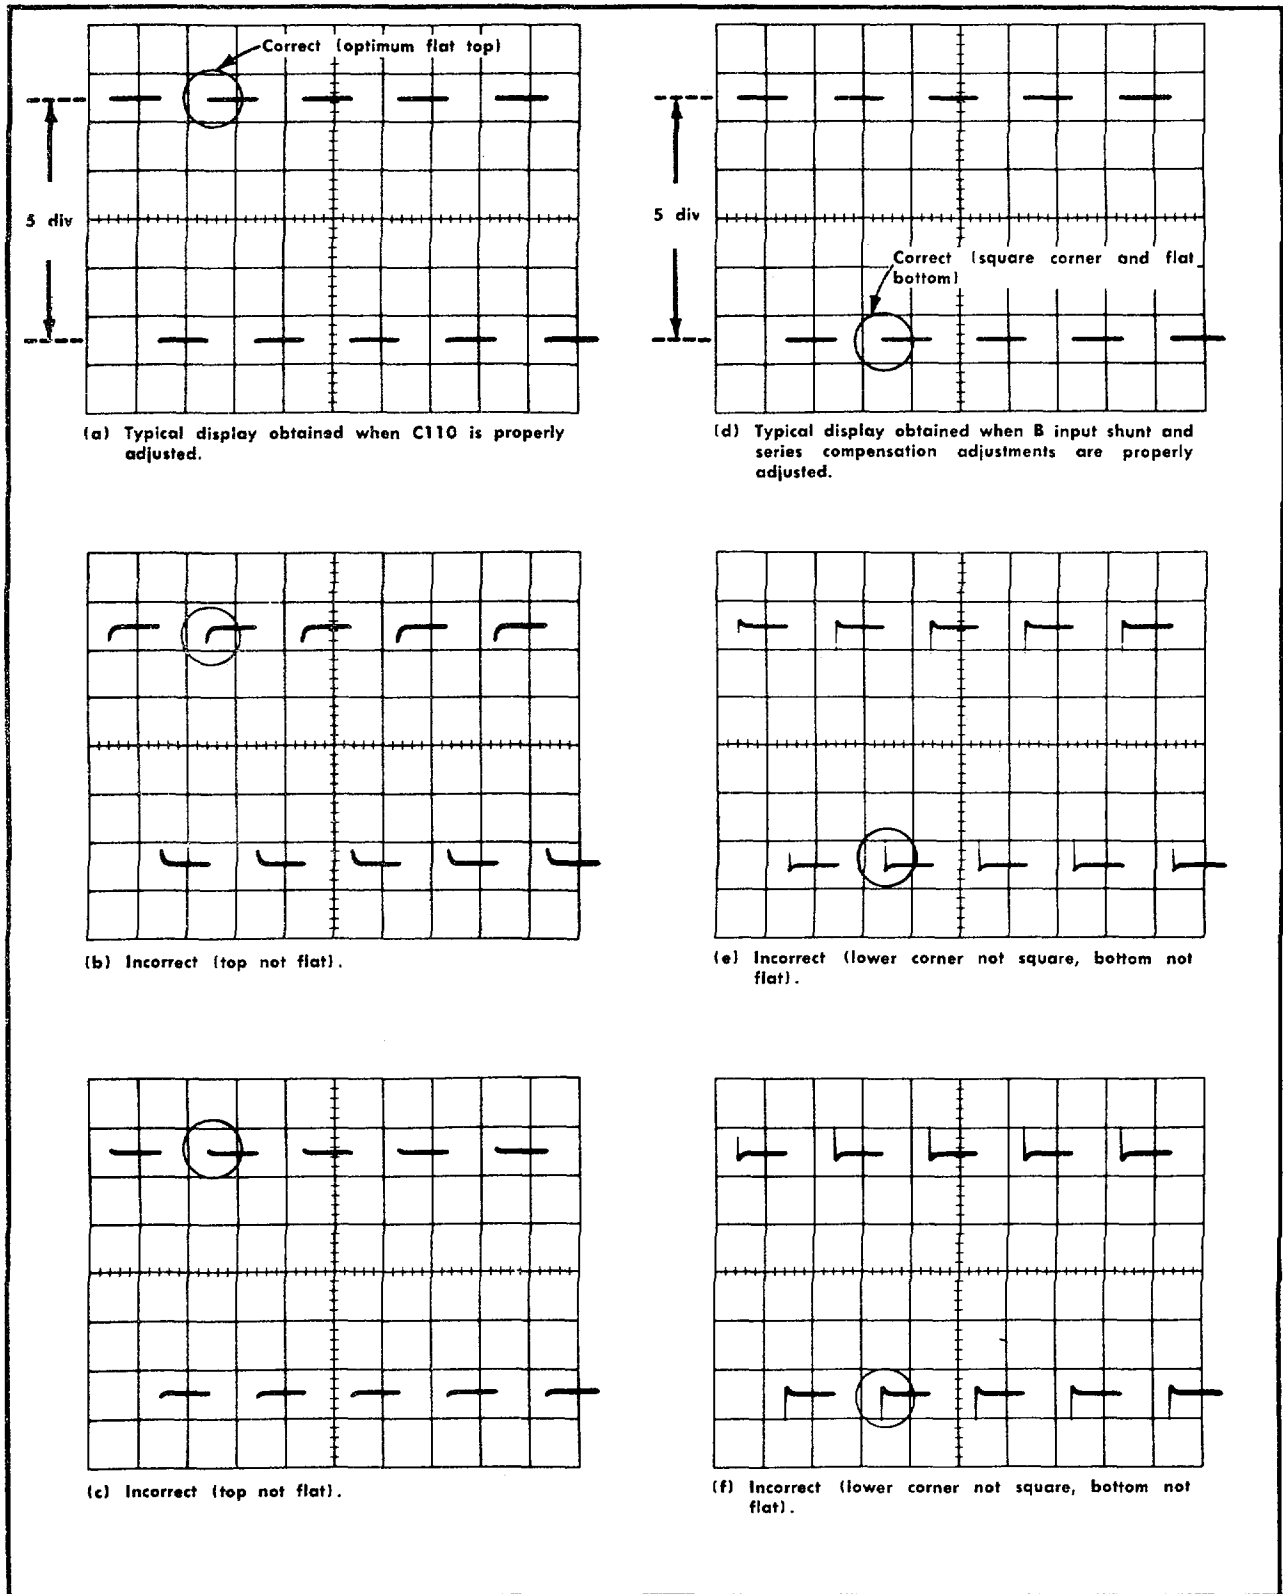 Correct (optimum flat top)
5 div
(a) Typical display obtained when C110 is properly
adjusted.
(b) Incorrect (top not flat).
(c) Incorrect (top not flat).
5 div
Correct (square corner and flat
bottom)
(d) Typical display obtained when B input shunt and
series compensation adjustments are properly
adjusted.
(e) Incorrect (lower corner not square, bottom not
flat).
(f) Incorrect (lower corner not square, bottom not
flat).